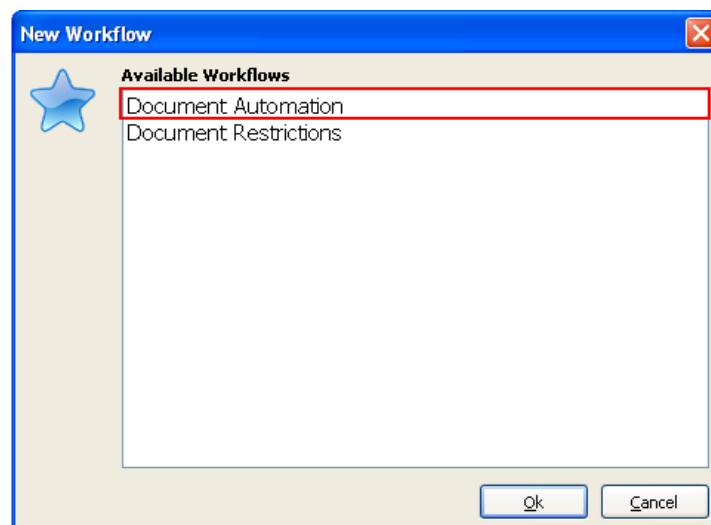 New Workflow
Available Workflows
Document Automation
Document Restrictions
Ok Cancel